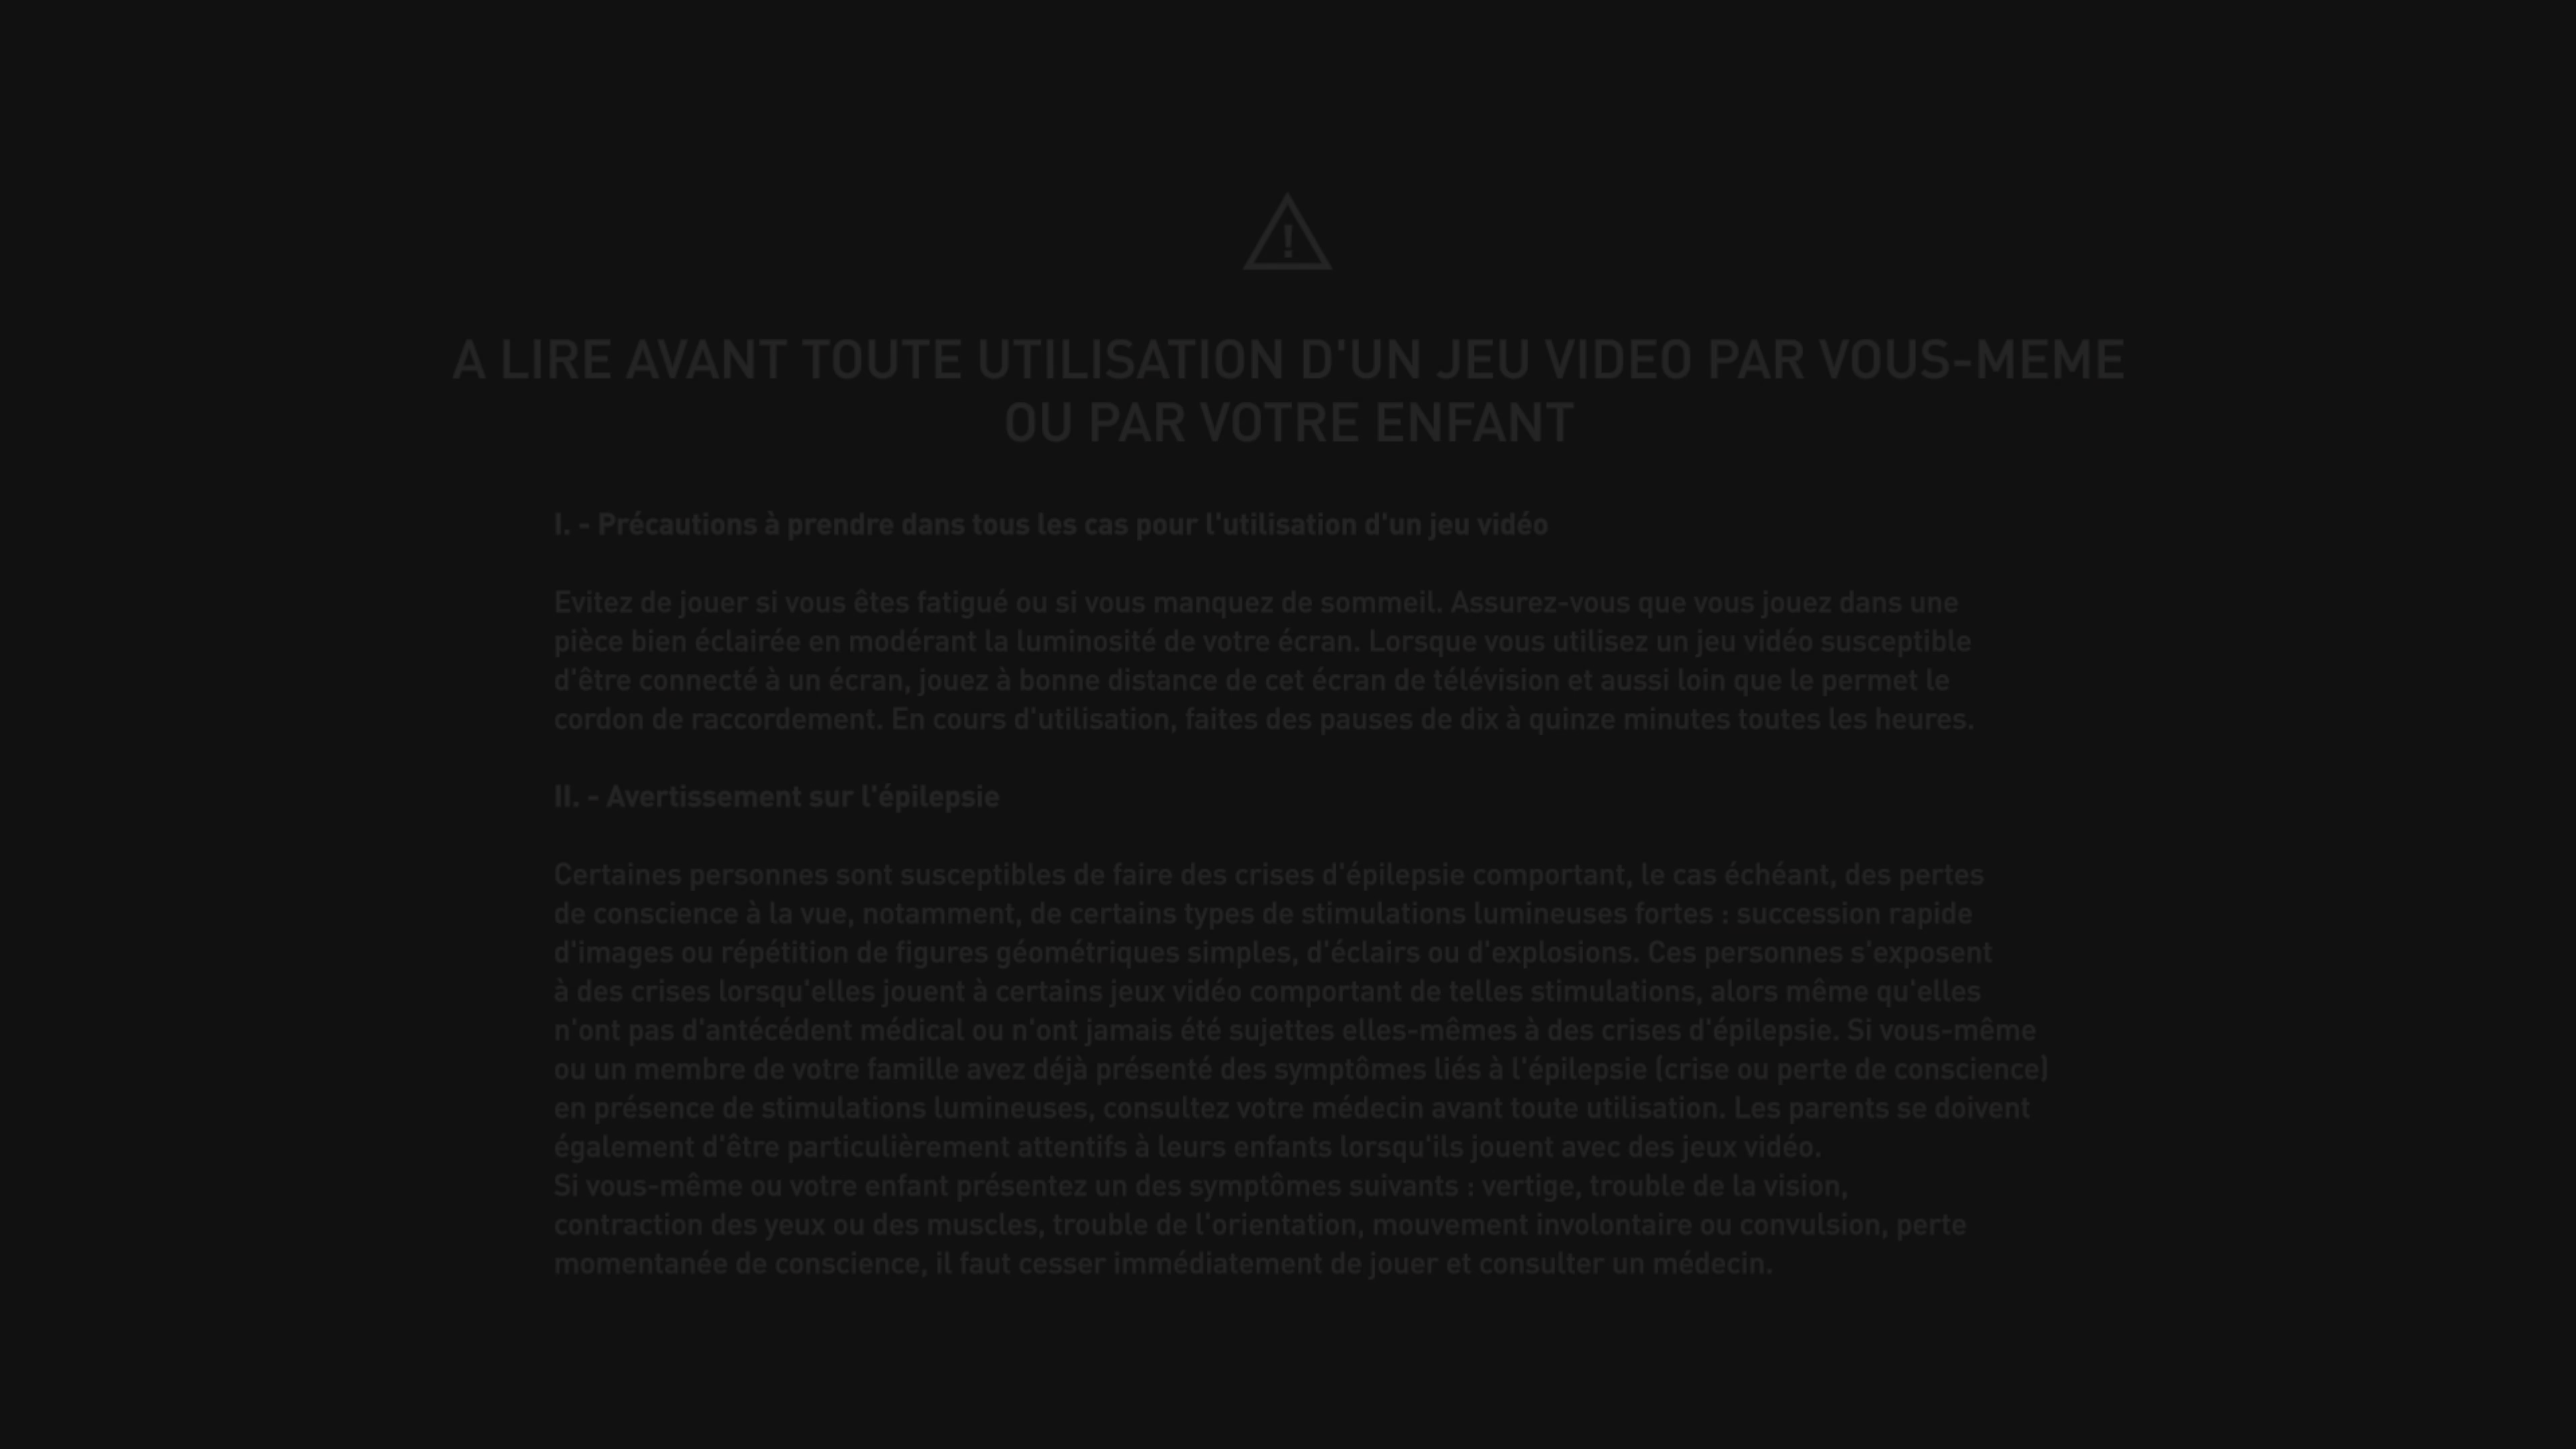 !
A LIRE AVANT TOUTE UTILISATION D'UN JEU VIDEO PAR VOUS-MEME
OU PAR VOTRE ENFANT
I. - Précautions à prendre dans tous les cas pour l'utilisation d'un jeu vidéo
Evitez de jouer si vous êtes fatigué ou si vous manquez de sommeil. Assurez-vous que vous jouez dans une
pièce bien éclairée en modérant la luminosité de votre écran. Lorsque vous utilisez un jeu vidéo susceptible
d'être connecté à un écran, jouez à bonne distance de cet écran de télévision et aussi loin que le permet le
cordon de raccordement. En cours d'utilisation, faites des pauses de dix à quinze minutes toutes les heures.
II. - Avertissement sur l'épilepsie
Certaines personnes sont susceptibles de faire des crises d'épilepsie comportant, le cas échéant, des pertes
de conscience à la vue, notamment, de certains types de stimulations lumineuses fortes : succession rapide
d'images ou répétition de figures géométriques simples, d'éclairs ou d'explosions. Ces personnes s'exposent
à des crises lorsqu'elles jouent à certains jeux vidéo comportant de telles stimulations, alors même qu'elles
n'ont pas d'antécédent médical ou n'ont jamais été sujettes elles-mêmes à des crises d'épilepsie. Si vous-même
ou un membre de votre famille avez déjà présenté des symptômes liés à l'épilepsie (crise ou perte de conscience)
en présence de stimulations lumineuses, consultez votre médecin avant toute utilisation. Les parents se doivent
également d'être particulièrement attentifs à leurs enfants lorsqu'ils jouent avec des jeux vidéo.
Si vous-même ou votre enfant présentez un des symptômes suivants : vertige, trouble de la vision,
contraction des yeux ou des muscles, trouble de l'orientation, mouvement involontaire ou convulsion, perte
momentanée de conscience, il faut cesser immédiatement de jouer et consulter un médecin.